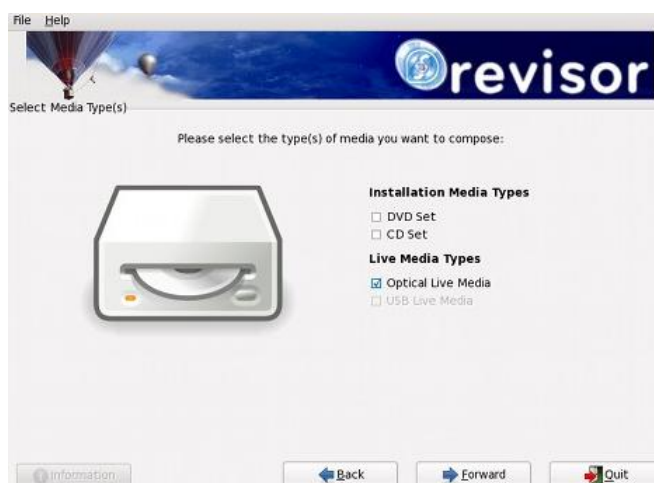 File Help
revisor
Select Media Type(s)
Please select the type(s) of media you want to compose:
Installation Media Types
DVD Set
CD Set
Live Media Types
Optical Live Media
USB Live Media
Information
Back
Forward
Quit